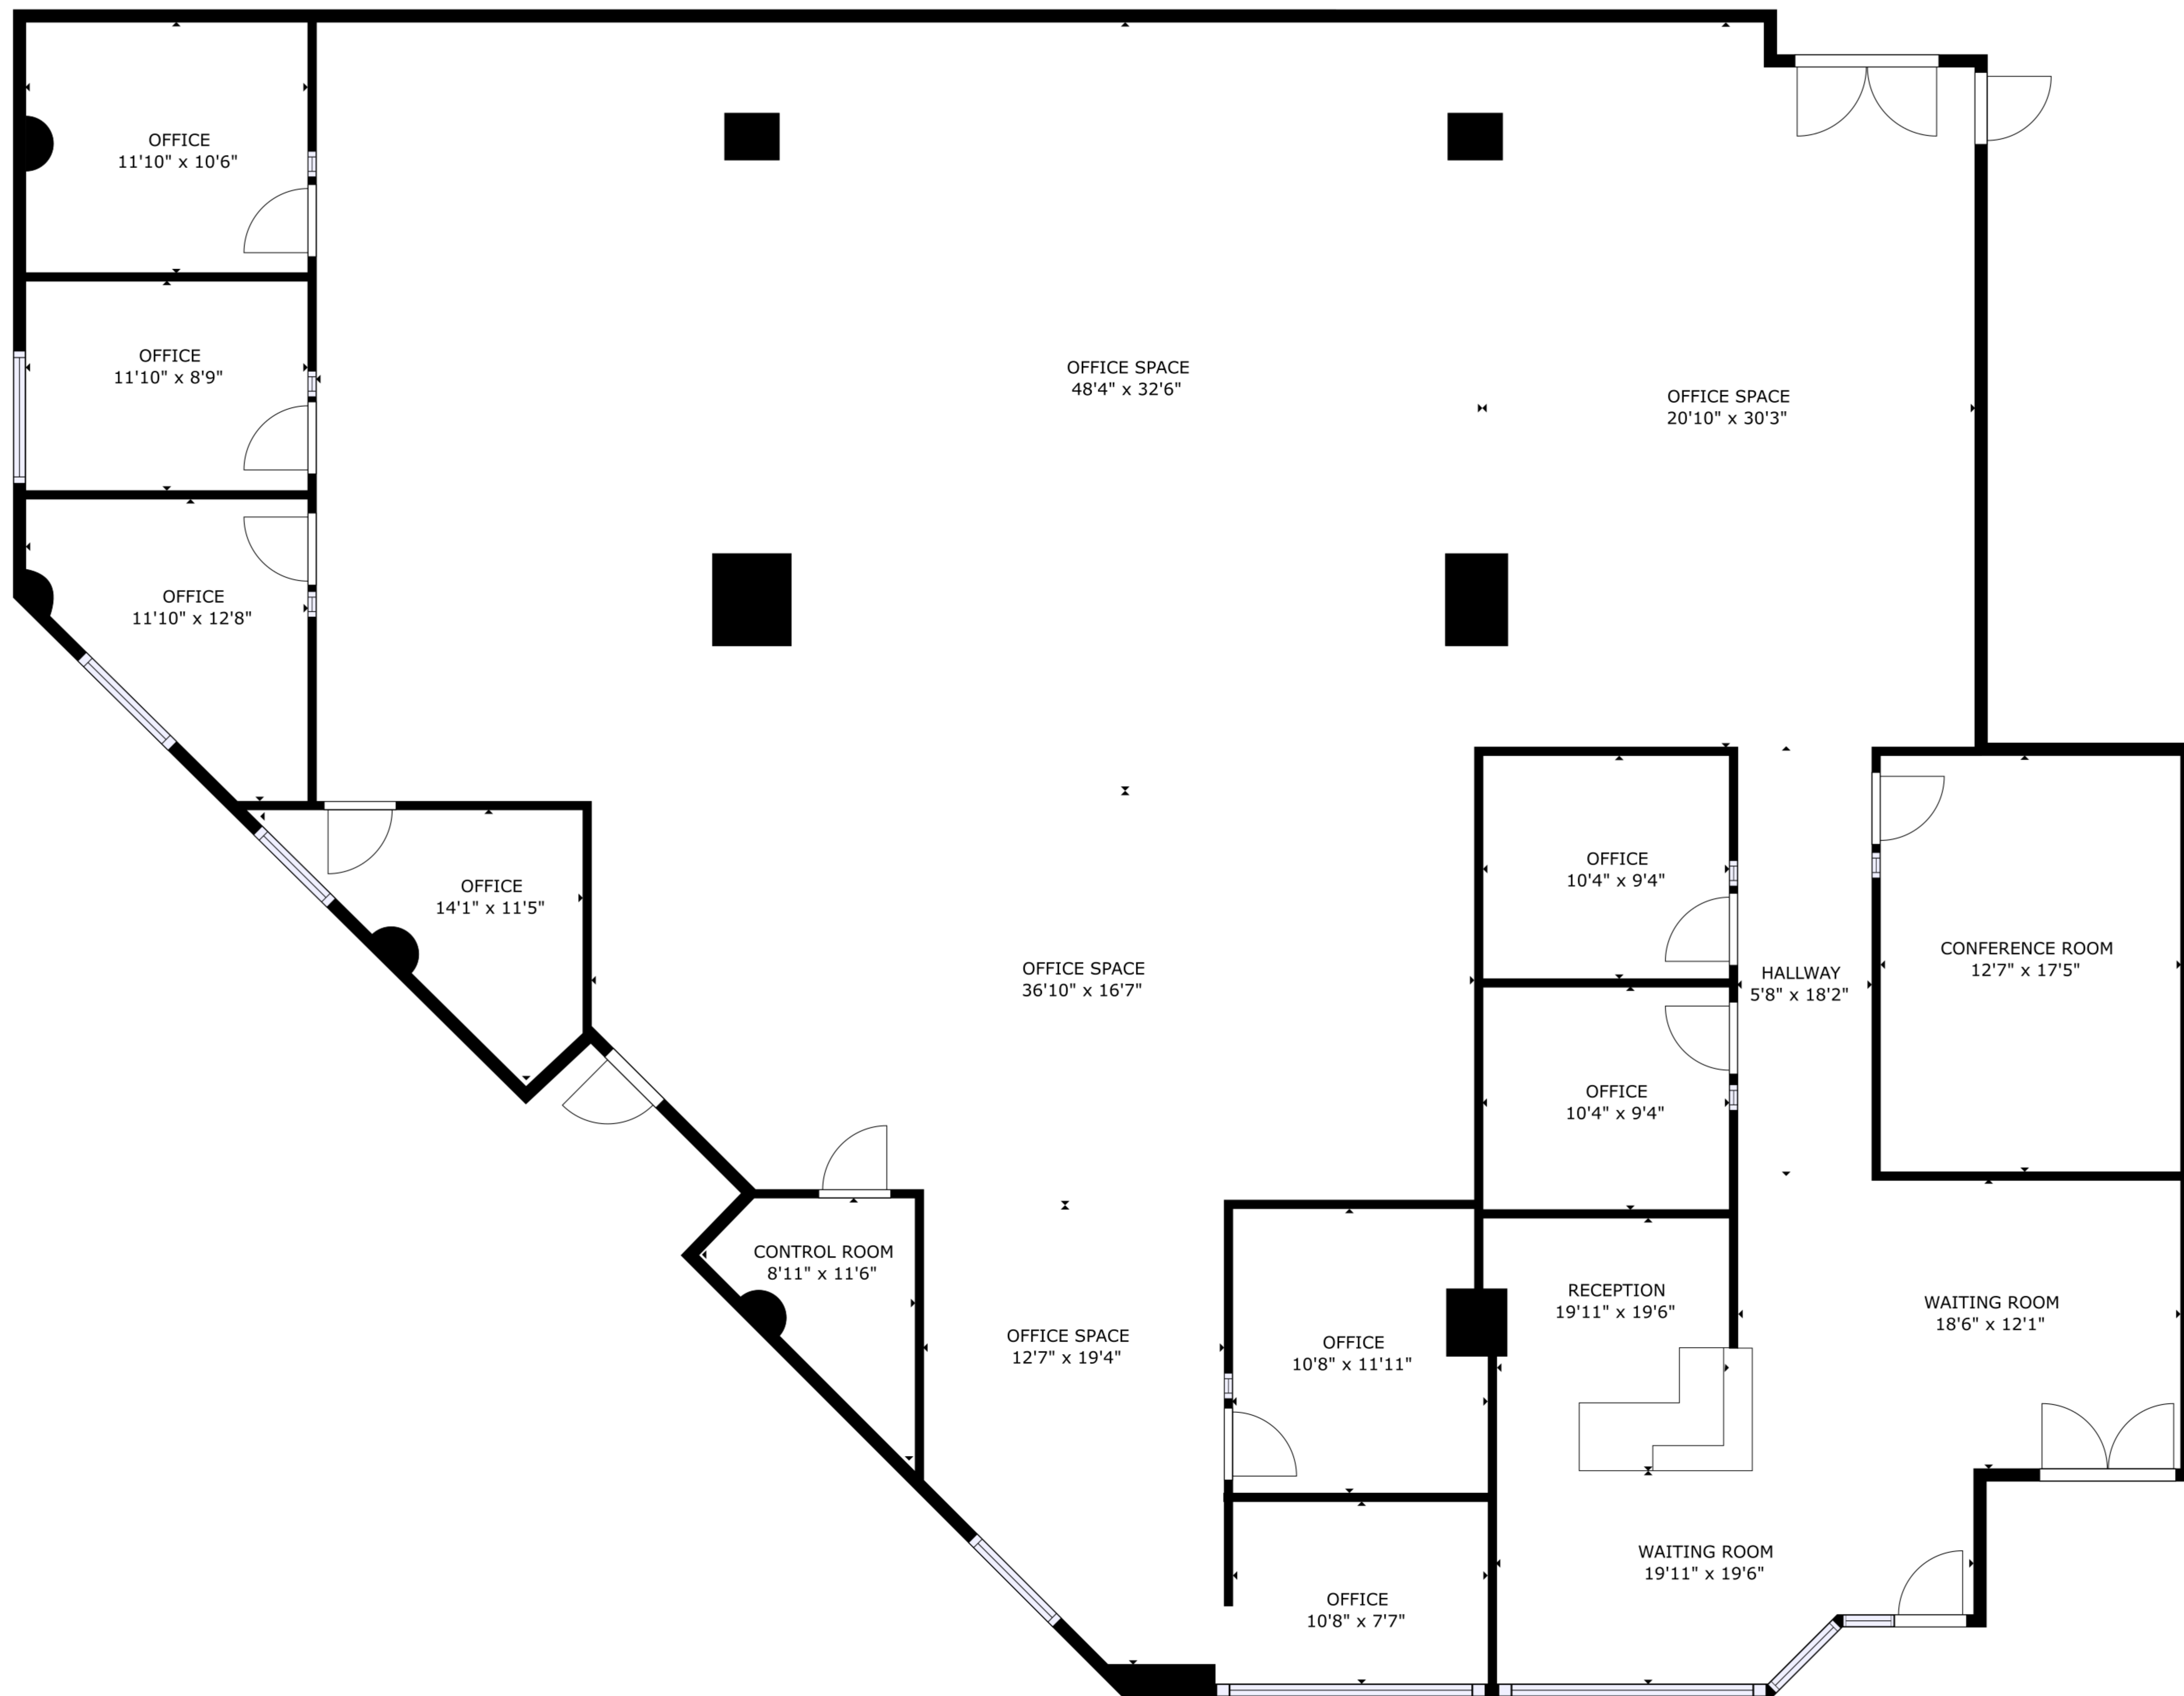 OFFICE
11'10" x 10'6"
OFFICE
11'10" x 8'9"
OFFICE SPACE
48'4" x 32'6"
OFFICE SPACE
20'10" x 30'3"
OFFICE
11'10" x 12'8"
OFFICE
14'1" x 11'5"
OFFICE
10'4" x 9'4"
CONFERENCE ROOM
12'7" x 17'5"
HALLWAY
5'8" x 18'2"
OFFICE SPACE
36'10" x 16'7"
OFFICE
10'4" x 9'4"
CONTROL ROOM
8'11" x 11'6"
RECEPTION
19'11" x 19'6"
WAITING ROOM
18'6" x 12'1"
OFFICE SPACE
12'7" x 19'4"
OFFICE
10'8" x 11'11"
WAITING ROOM
19'11" x 19'6"
OFFICE
10'8" x 7'7"